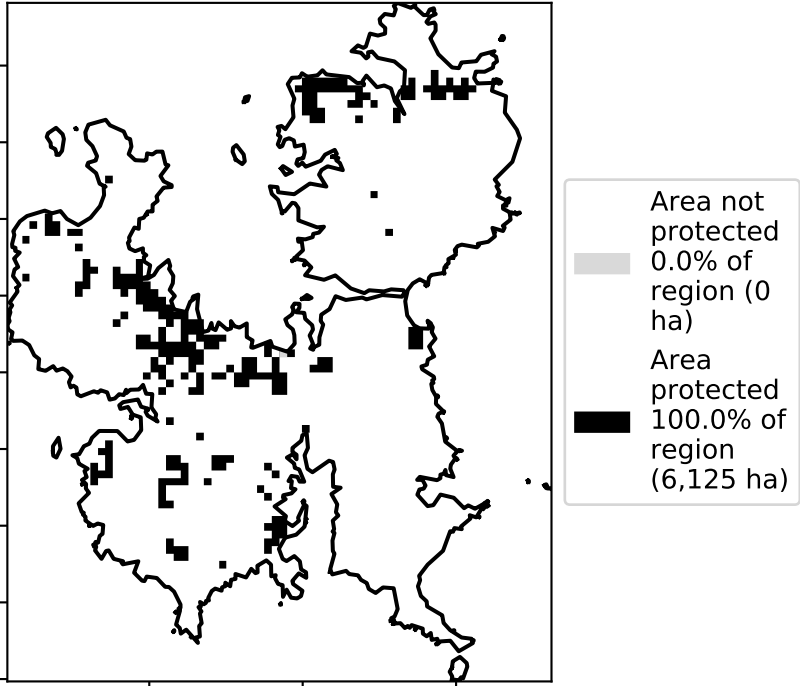 Area not
protected
0.0% of
region (0
ha)
Area
protected
100.0% of
region
(6,125 ha)